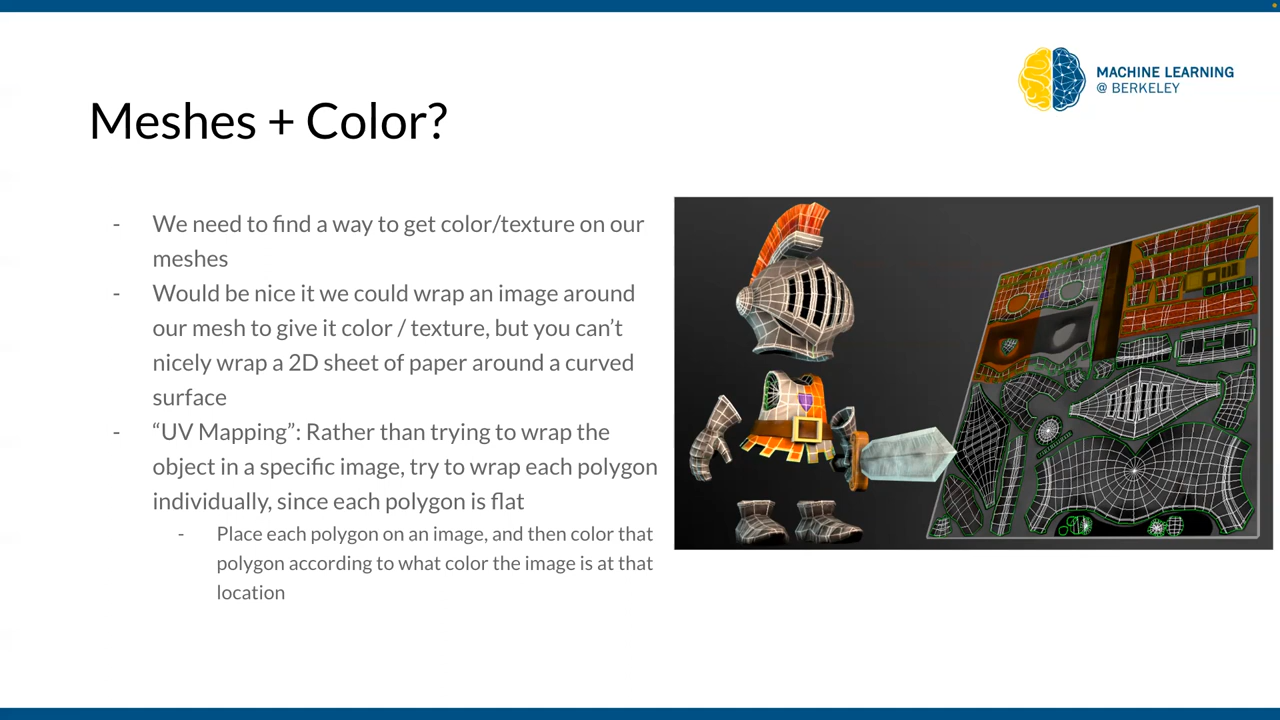 MACHINE LEARNING
@ BERKELEY
Meshes + Color?
- We need to find a way to get color/texture on our
meshes
- Would be nice it we could wrap an image around
our mesh to give it color / texture, but you can’t
nicely wrap a 2D sheet of paper around a curved
surface
- “UV Mapping”: Rather than trying to wrap the
object in a specific image, try to wrap each polygon
individually, since each polygon is flat
- Place each polygon on an image, and then color that
polygon according to what color the image is at that
location